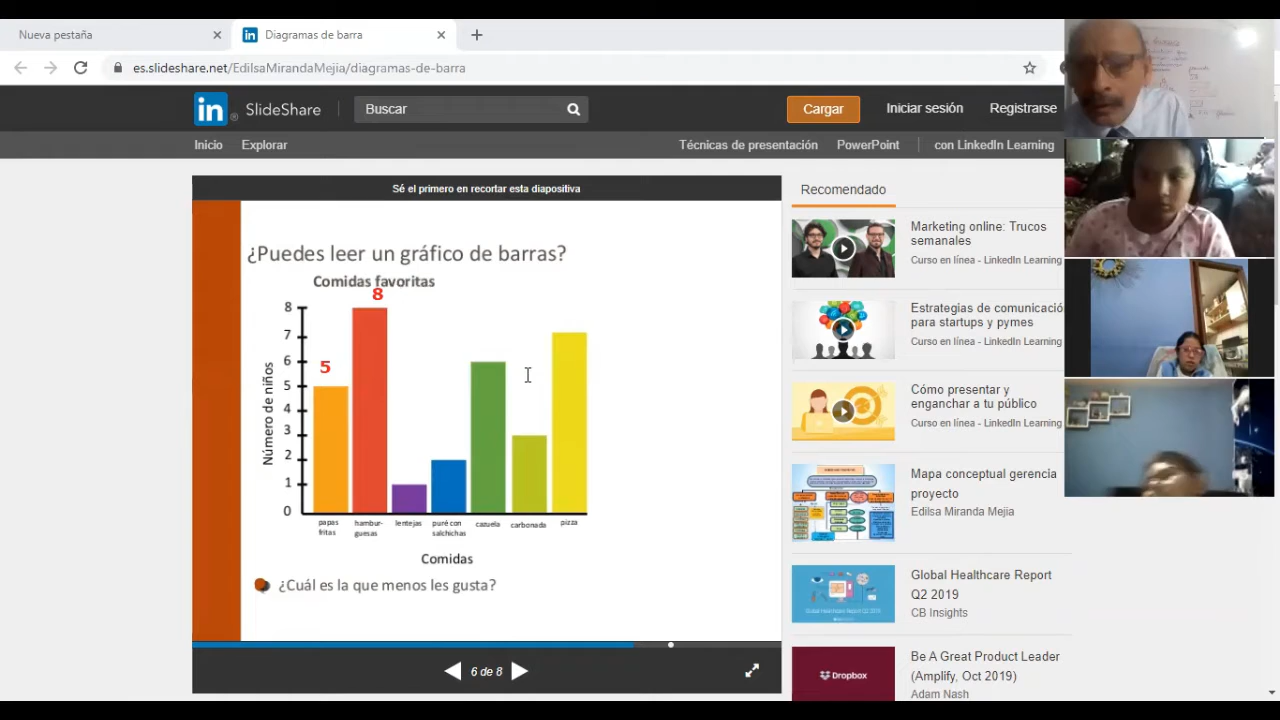 Nueva pestaña
Diagramas de barra
es.slideshare.net/EdilsaMirandaMejia/diagramas-de-barra
in SlideShare
Buscar
Cargar
Iniciar sesión
Registrarse
Inicio
Explorar
Técnicas de presentación
PowerPoint
con LinkedIn Learning
Sé el primero en recortar esta diapositiva
¿Puedes leer un gráfico de barras?
Comidas favoritas
8
5
Número de niños
8
7
6
5
4
3
2
1
0
papas
fritas
hambur-
guesas
lentejas
puré con
salchichas
cazuela
carbonada
pizza
Comidas
¿Cuál es la que menos les gusta?
6 de 8
Recomendado
Marketing online: Trucos
semanales
Curso en línea - LinkedIn Learning
Estrategias de comunicació
para startups y pymes
Curso en línea - LinkedIn Learning
Cómo presentar y
enganchar a tu público
Curso en línea - LinkedIn Learning
Mapa conceptual gerencia
proyecto
Edilsa Miranda Mejia
Global Healthcare Report
Q2 2019
CB Insights
Dropbox
Be A Great Product Leader
(Amplify, Oct 2019)
Adam Nash